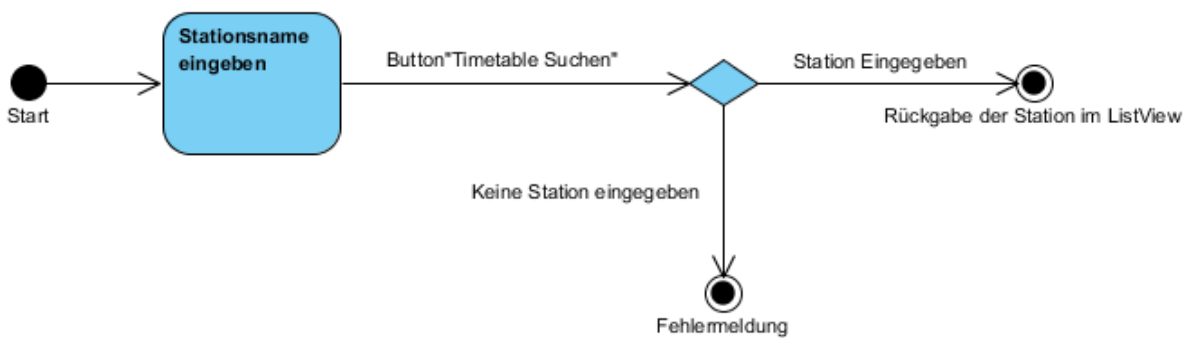 Start
Stationsname
eingeben
Button"Timetable Suchen"
Station Eingegeben
Rückgabe der Station im ListView
Keine Station eingegeben
Fehlermeldung